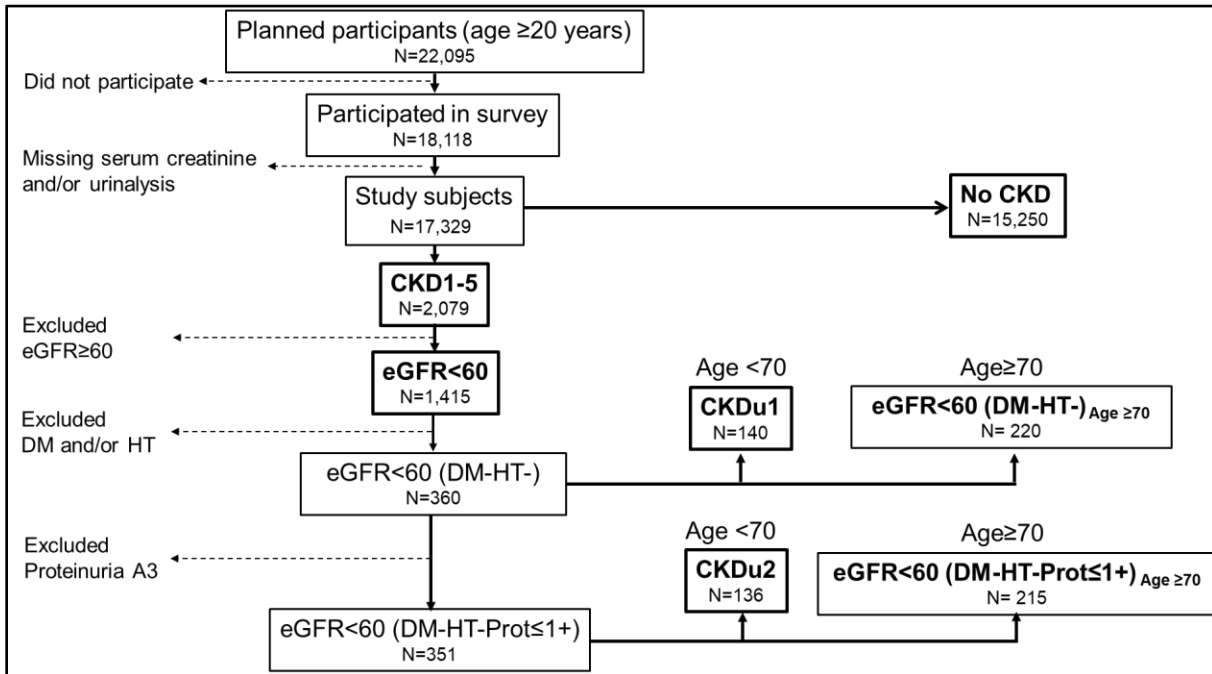 Planned participants (age ≥20 years)
N=22,095
Did not participate
Participated in survey
N=18,118
Missing serum creatinine
and/or urinalysis
Study subjects
N=17,329
No CKD
N=15,250
CKD1-5
N=2,079
Excluded
eGFR≥60
eGFR<60
N=1,415
Age <70
Age≥70
CKDu1
N=140
eGFR<60 (DM-HT-)Age ≥70
N= 220
Excluded
DM and/or HT
eGFR<60 (DM-HT-)
N=360
Age <70
Age≥70
Excluded
Proteinuria A3
CKDu2
N=136
eGFR<60 (DM-HT-Prot≤1+)Age ≥70
N= 215
eGFR<60 (DM-HT-Prot≤1+)
N=351